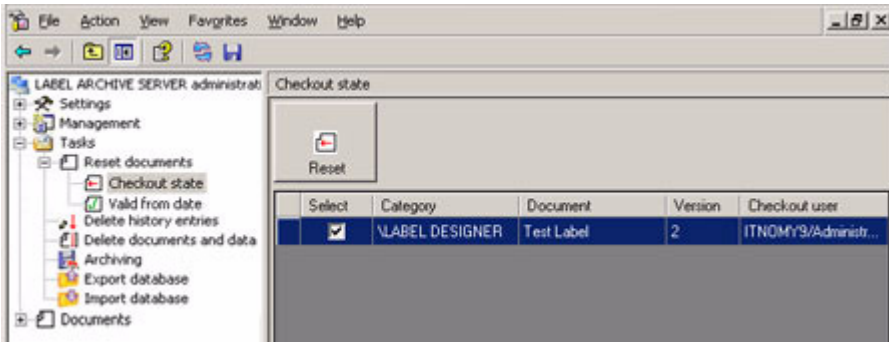 File Action View Favorites Window Help
LABEL ARCHIVE SERVER administrati
Checkout state
Settings
Management
Tasks
Reset documents
Checkout state
Valid from date
Delete history entries
Delete documents and data
Archiving
Export database
Import database
Documents
Reset
Select Category Document Version Checkout user
\LABEL DESIGNER Test Label 2 ITNOMY9/Administr...